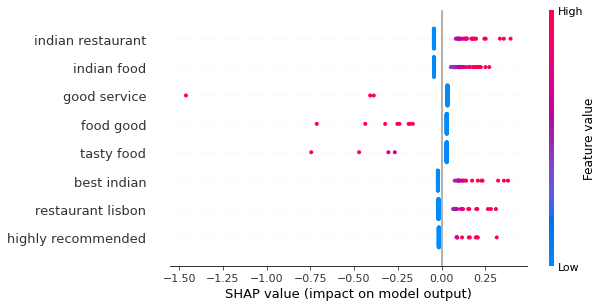 High
indian restaurant
indian food
good service
food good
tasty food
best indian
restaurant lisbon
highly recommended
Feature value
Low
−1.50 −1.25 −1.00 −0.75 −0.50 −0.25 0.00 0.25
SHAP value (impact on model output)